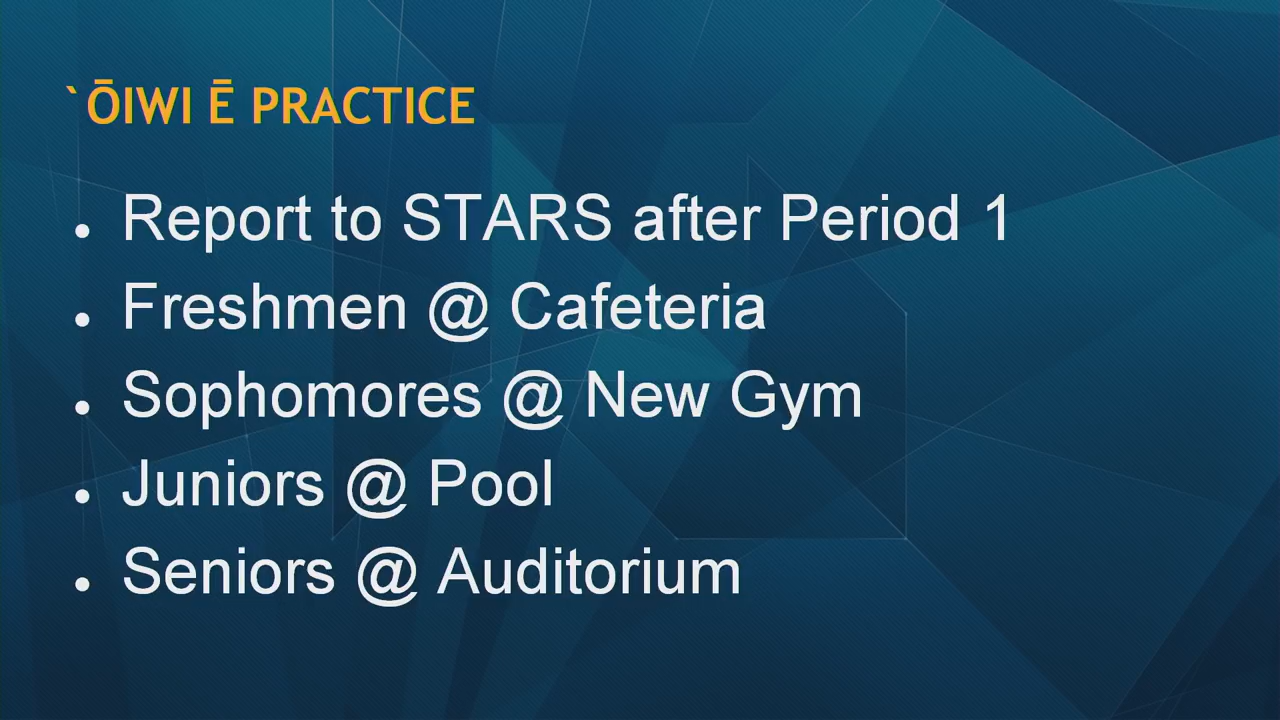 `ŌIWI Ē PRACTICE
• Report to STARS after Period 1
• Freshmen @ Cafeteria
• Sophomores @ New Gym
• Juniors @ Pool
• Seniors @ Auditorium